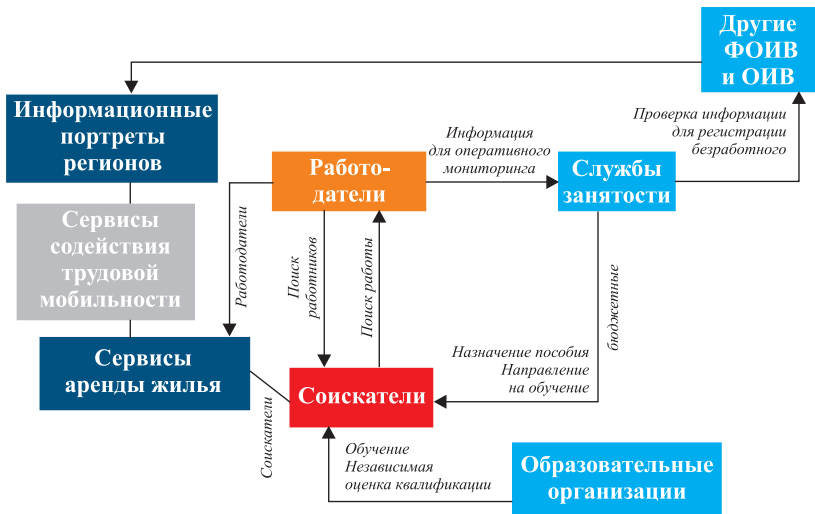 Другие
ФОИВ
и ОИВ
Информационные
портреты
регионов
Проверка информации
для регистрации
безработного
Информация
для оперативного
мониторинга
Работо-
датели
Службы
занятости
Сервисы
содействия
трудовой
мобильности
Работодатели
Поиск
работников
Поиск работы
бюджетные
Сервисы
аренды жилья
Назначение пособия
Направление
на обучение
Соискатели
Соискатели
Обучение
Независимая
оценка квалификации
Образовательные
организации